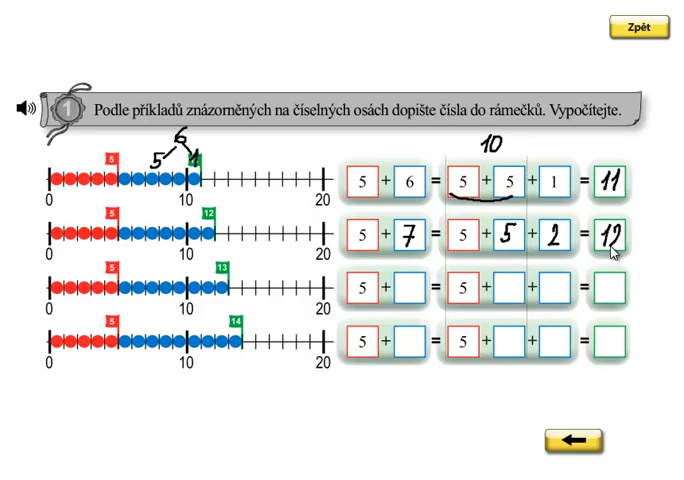 Zpět
1 Podle příkladů znázorněných na číselných osách dopište čísla do rámečků. Vypočítejte.
6
5 1
10
5
0 10 20
5 + 6 = 5 + 5 + 1 = 11
5 12
0 10 20
5 + 7 = 5 + 5 + 2 = 12
5 13
0 10 20
5 + = 5 + + =
5 14
0 10 20
5 + = 5 + + =